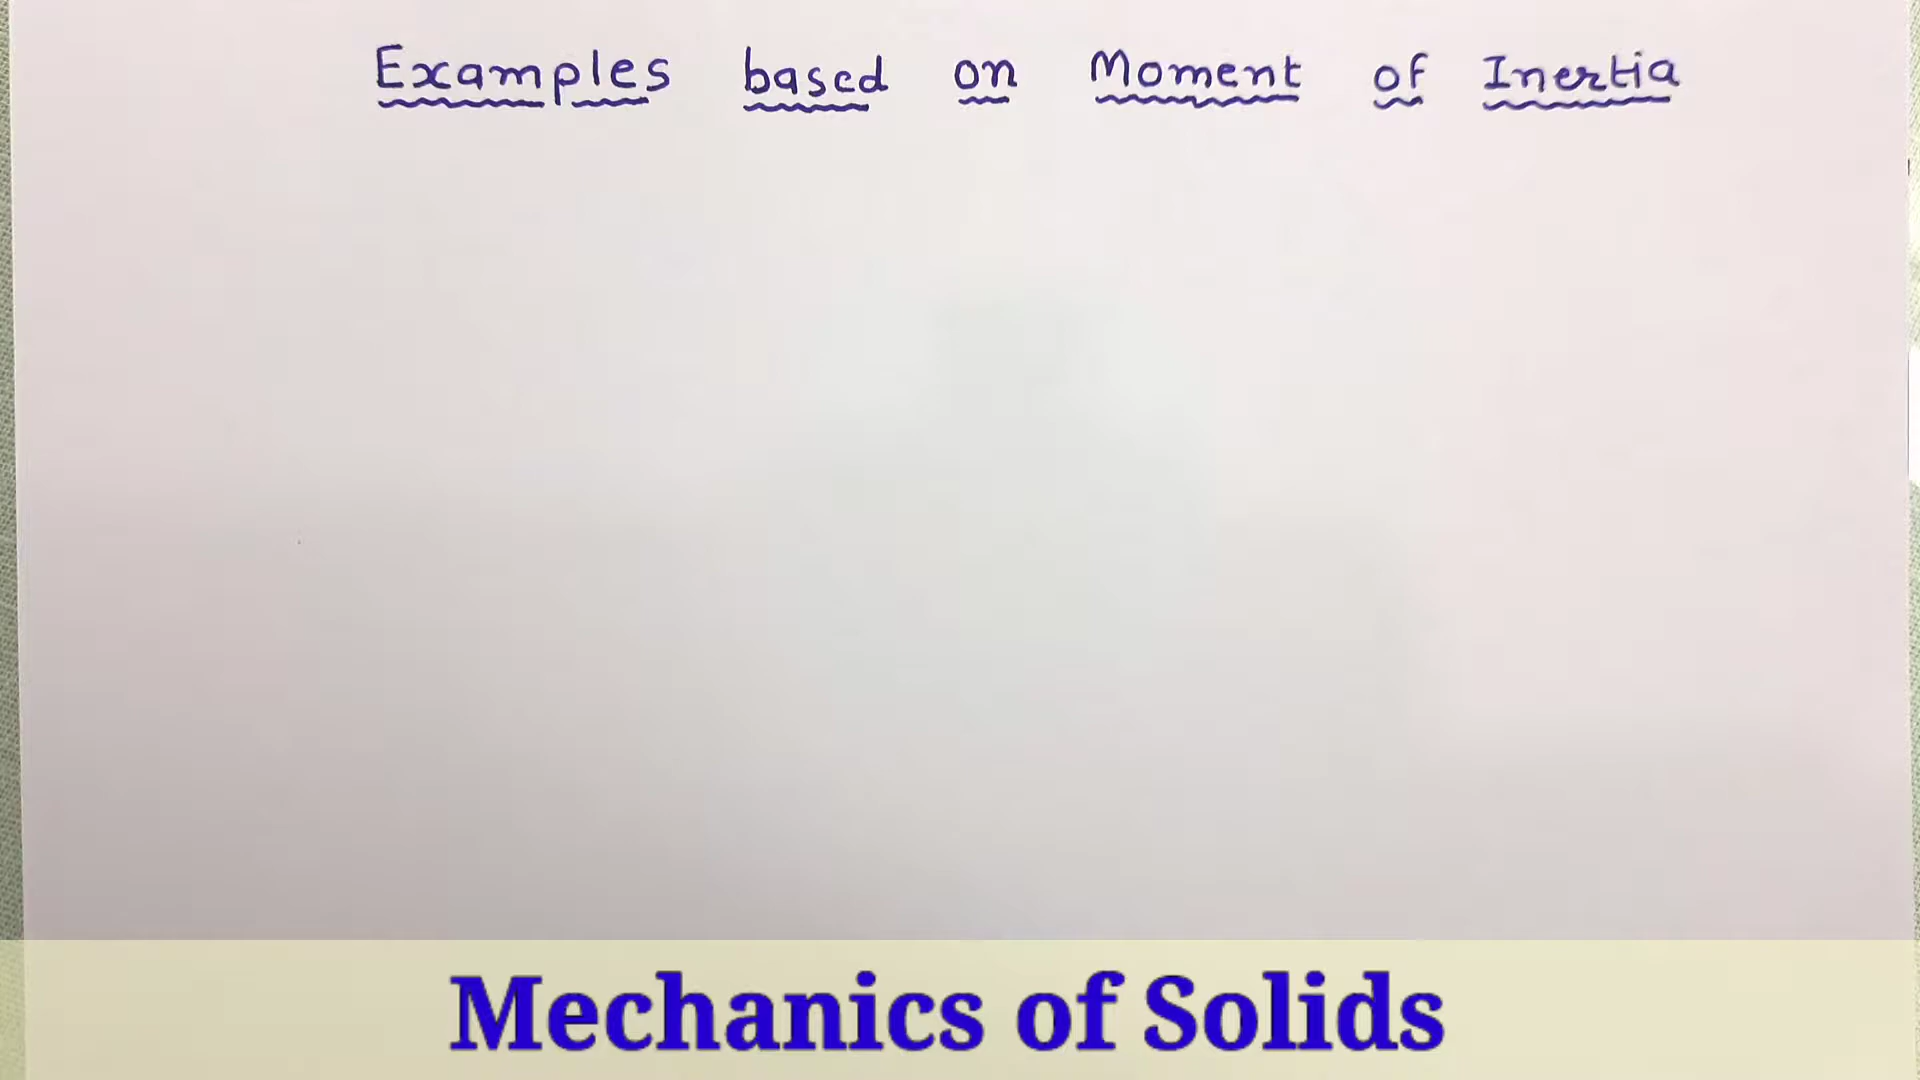 Examples based on Moment of Inertia
Mechanics of Solids